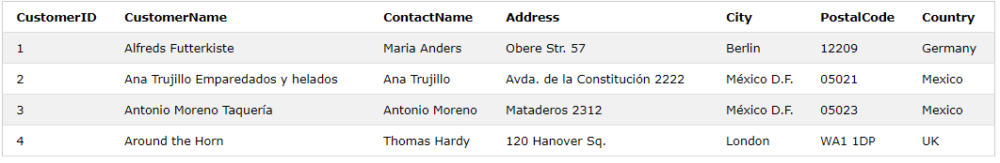 CustomerID CustomerName ContactName Address City PostalCode Country
1 Alfreds Futterkiste Maria Anders Obere Str. 57 Berlin 12209 Germany
2 Ana Trujillo Emparedados y helados Ana Trujillo Avda. de la Constitución 2222 México D.F. 05021 Mexico
3 Antonio Moreno Taquería Antonio Moreno Mataderos 2312 México D.F. 05023 Mexico
4 Around the Horn Thomas Hardy 120 Hanover Sq. London WA1 1DP UK